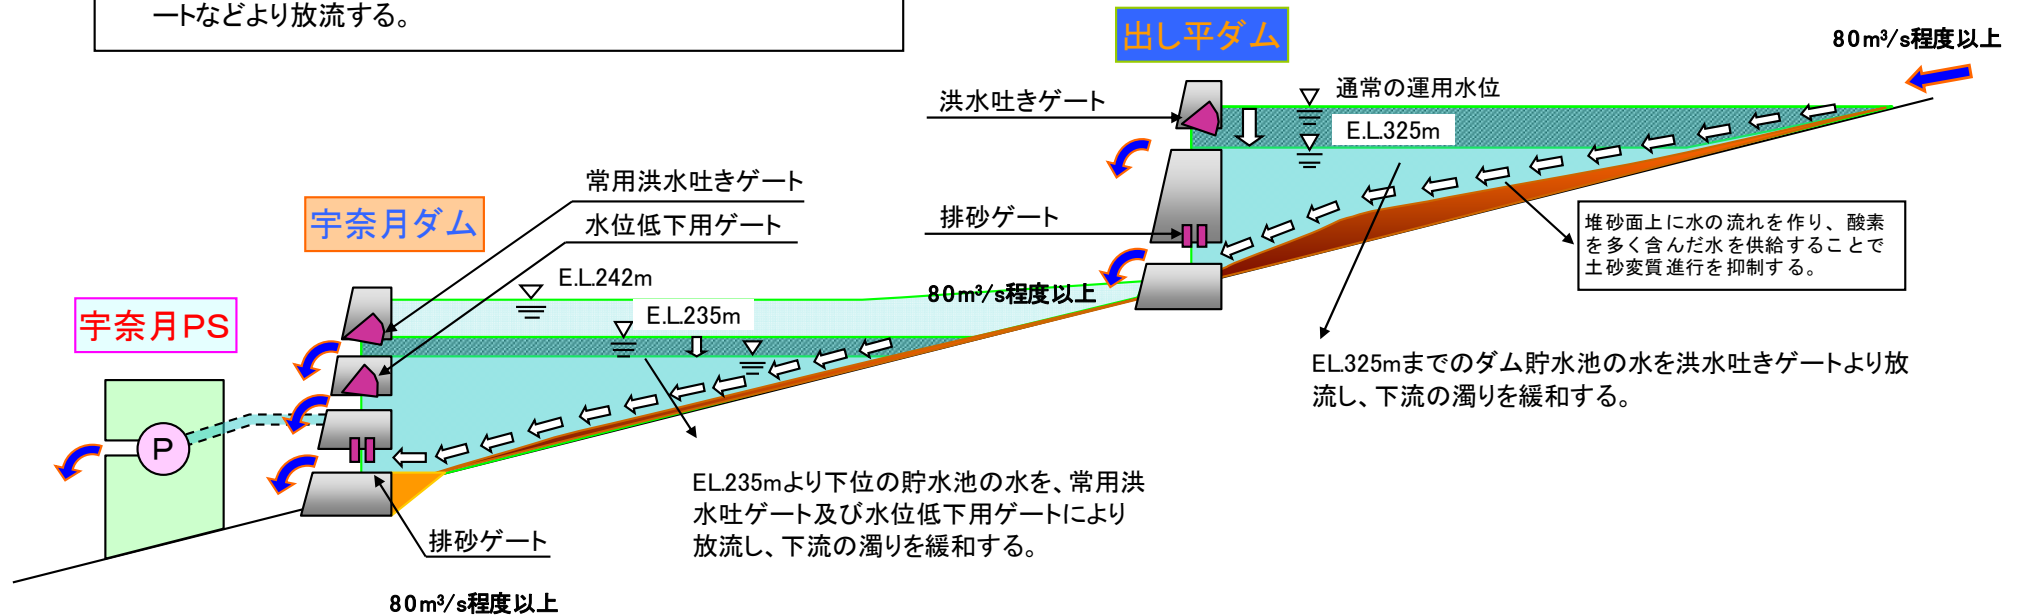 ートなどより放流する。
出し平ダム
80m³/s程度以上
洪水吐きゲート
通常の運用水位
E.L.325m
常用洪水吐きゲート
宇奈月ダム
水位低下用ゲート
排砂ゲート
堆砂面上に水の流れを作り、酸素
を多く含んだ水を供給することで
土砂変質進行を抑制する。
E.L.242m
80m³/s程度以上
宇奈月PS
E.L.235m
EL.325mまでのダム貯水池の水を洪水吐きゲートより放
流し、下流の濁りを緩和する。
P
EL.235mより下位の貯水池の水を、常用洪
水吐ゲート及び水位低下用ゲートにより
放流し、下流の濁りを緩和する。
排砂ゲート
80m³/s程度以上